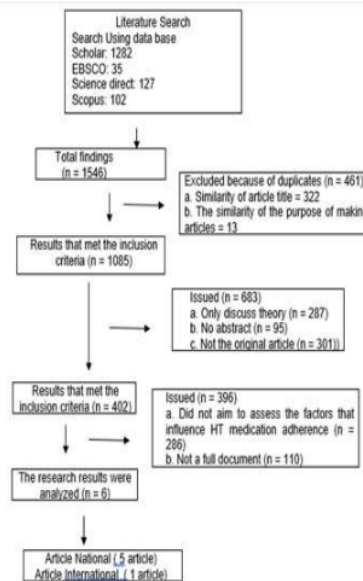 Literature Search
Search Using data base
Scholar: 1282
EBSCO: 35
Science direct: 127
Scopus: 102
Total findings
(n = 1546)
Excluded because of duplicates (n = 461)
a. Similarity of article title = 322
b. The similarity of the purpose of makin
articles = 13
Results that met the inclusion
criteria (n = 1085)
Issued (n = 683)
a. Only discuss theory (n = 287)
b. No abstract (n = 95)
c. Not the original article (n = 301))
Results that met the
inclusion criteria (n = 402)
Issued (n = 396)
a. Did not aim to assess the factors that
influence HT medication adherence (n =
286)
b. Not a full document (n = 110)
The research results were
analyzed (n = 6)
Article National ( 5 article)
Article International ( 1 article)